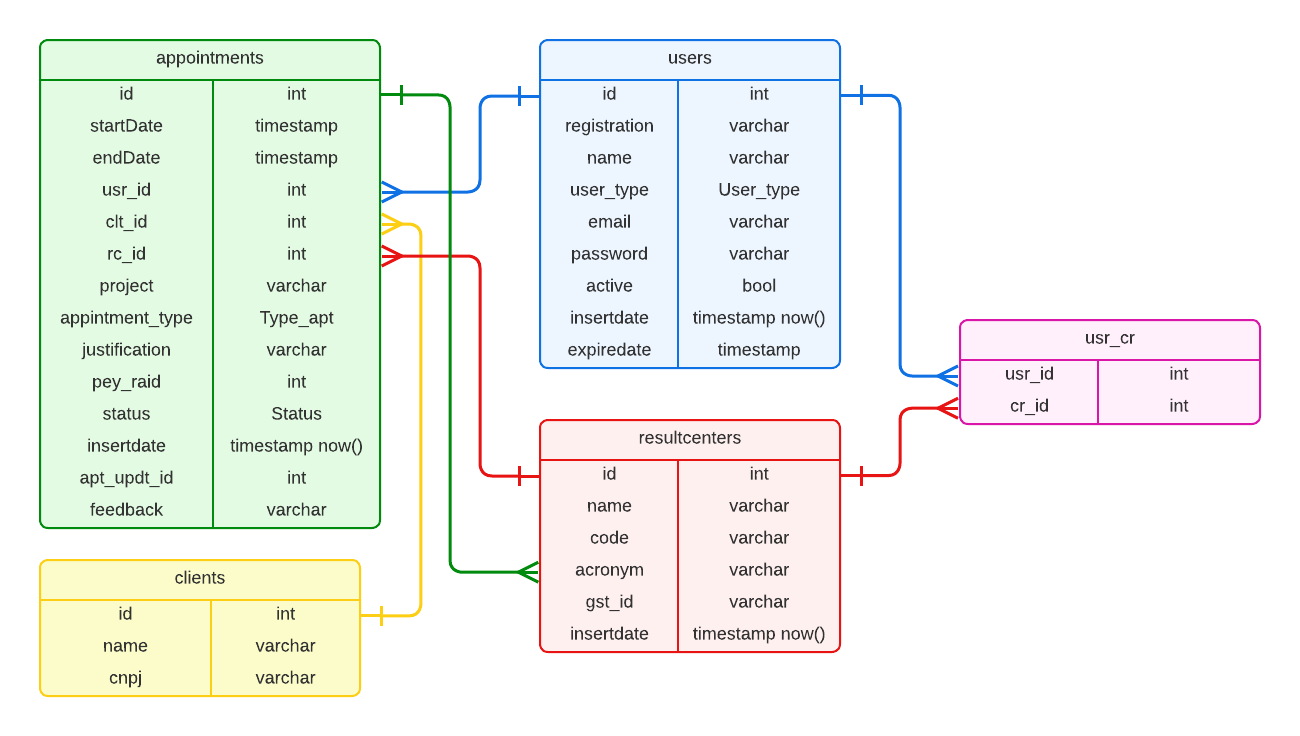 appointments
id int
startDate timestamp
endDate timestamp
usr_id int
clt_id int
rc_id int
project varchar
appintment_type Type_apt
justification varchar
pey_raid int
status Status
insertdate timestamp now()
apt_updt_id int
feedback varchar
clients
id int
name varchar
cnpj varchar
users
id int
registration varchar
name varchar
user_type User_type
email varchar
password varchar
active bool
insertdate timestamp now()
expiredate timestamp
resultcenters
id int
name varchar
code varchar
acronym varchar
gst_id varchar
insertdate timestamp now()
usr_cr
usr_id int
cr_id int